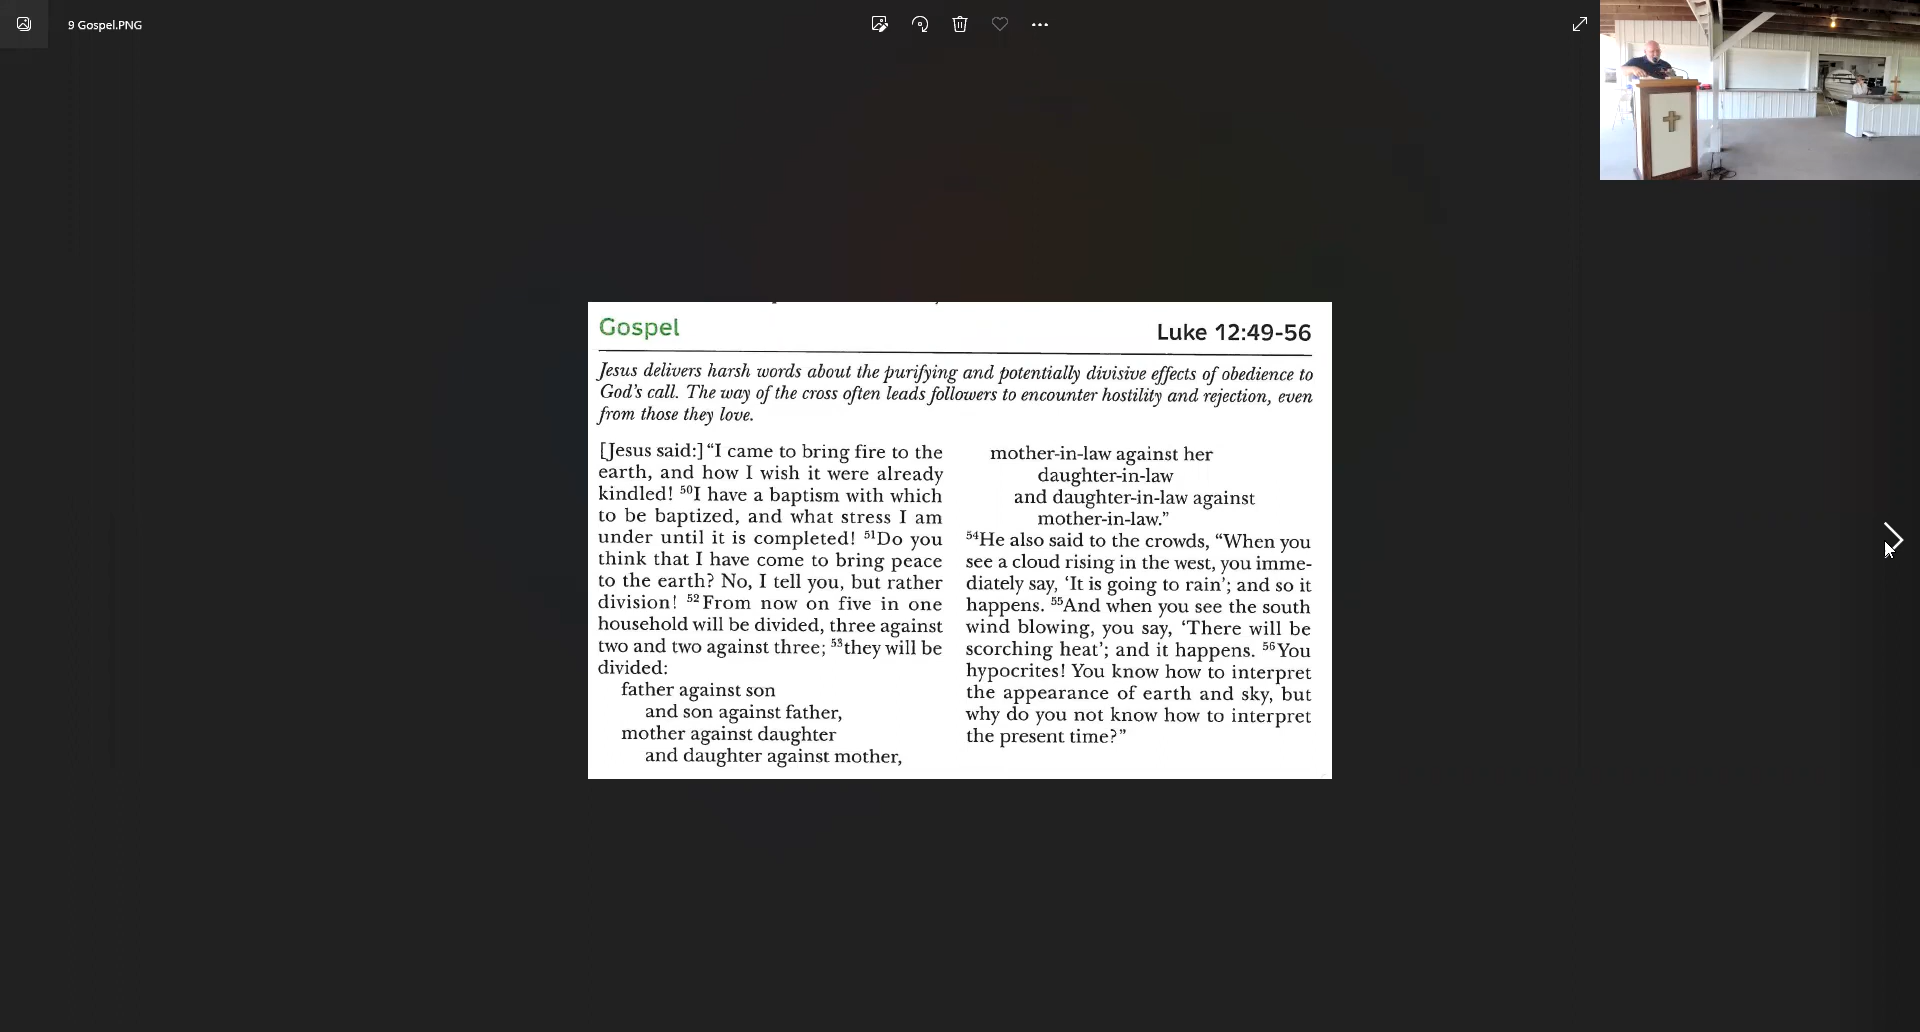 9 Gospel.PNG
Gospel
Luke 12:49-56
Jesus delivers harsh words about the purifying and potentially divisive effects of obedience to
God's call. The way of the cross often leads followers to encounter hostility and rejection, even
from those they love.
[Jesus said:] “I came to bring fire to the
earth, and how I wish it were already
kindled! ⁵⁰I have a baptism with which
to be baptized, and what stress I am
under until it is completed! ⁵¹Do you
think that I have come to bring peace
to the earth? No, I tell you, but rather
division! ⁵²From now on five in one
household will be divided, three against
two and two against three; ⁵³they will be
divided:
father against son
and son against father,
mother against daughter
and daughter against mother,
mother-in-law against her
daughter-in-law
and daughter-in-law against
mother-in-law.”
⁵⁴He also said to the crowds, “When you
see a cloud rising in the west, you imme-
diately say, ‘It is going to rain’; and so it
happens. ⁵⁵And when you see the south
wind blowing, you say, ‘There will be
scorching heat’; and it happens. ⁵⁶You
hypocrites! You know how to interpret
the appearance of earth and sky, but
why do you not know how to interpret
the present time?”